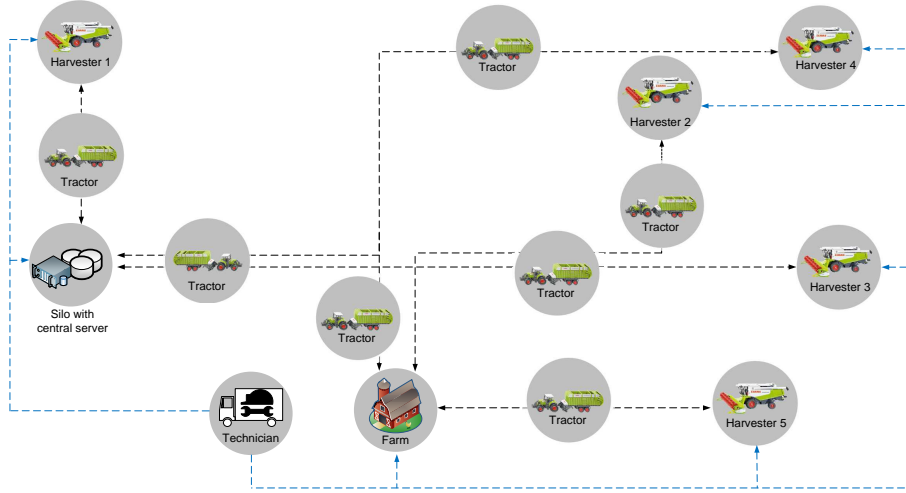 Harvester 1
Tractor
Harvester 4
Harvester 2
Tractor
Tractor
Tractor
Tractor
Harvester 3
Silo with
central server
Tractor
Tractor
Harvester 5
Technician
Farm